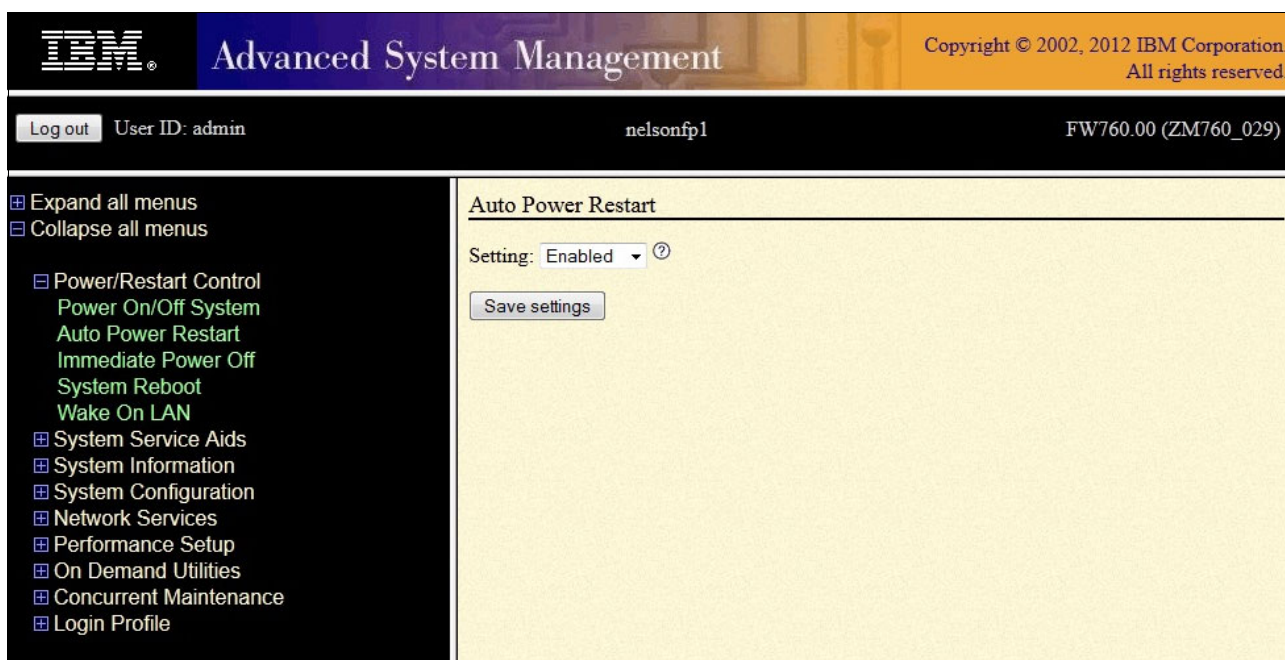 IBM®
Advanced System Management
Copyright © 2002, 2012 IBM Corporation.
All rights reserved
Log out User ID: admin nelsonfp1 FW760.00 (ZM760_029)
Expand all menus
Collapse all menus
Power/Restart Control
Power On/Off System
Auto Power Restart
Immediate Power Off
System Reboot
Wake On LAN
System Service Aids
System Information
System Configuration
Network Services
Performance Setup
On Demand Utilities
Concurrent Maintenance
Login Profile
Auto Power Restart
Setting: Enabled ?
Save settings